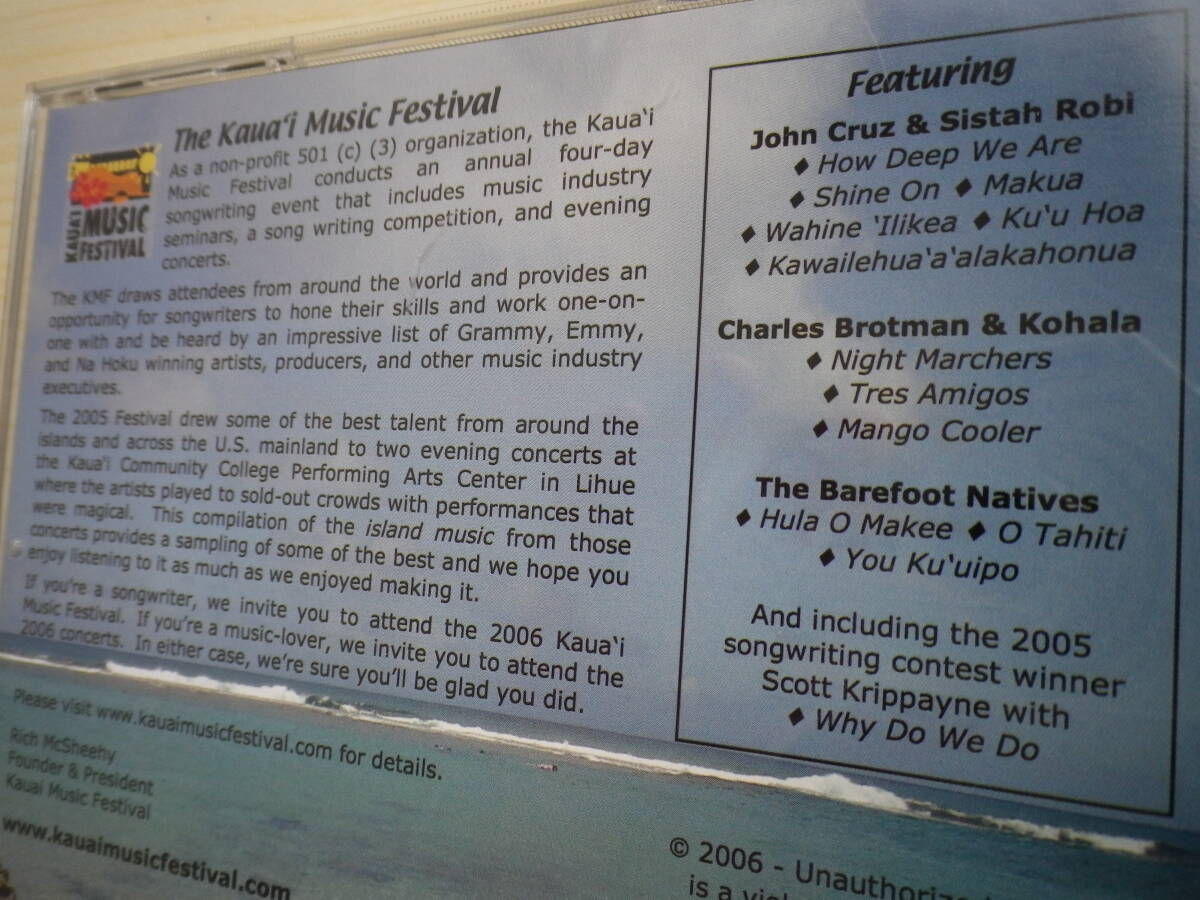 The Kaua‘i Music Festival
KAUA‘I
MUSIC
FESTIVAL
As a non-profit 501 (c) (3) organization, the Kaua‘i
Music Festival conducts an annual four-day
songwriting event that includes music industry
seminars, a song writing competition, and evening
concerts.
The KMF draws attendees from around the world and provides an
opportunity for songwriters to hone their skills and work one-on-
one with and be heard by an impressive list of Grammy, Emmy,
and Na Hoku winning artists, producers, and other music industry
executives.
The 2005 Festival drew some of the best talent from around the
islands and across the U.S. mainland to two evening concerts at
the Kaua‘i Community College Performing Arts Center in Lihue
where the artists played to sold-out crowds with performances that
were magical. This compilation of the island music from those
concerts provides a sampling of some of the best and we hope you
enjoy listening to it as much as we enjoyed making it.
If you’re a songwriter, we invite you to attend the 2006 Kaua‘i
Music Festival. If you’re a music-lover, we invite you to attend the
2006 concerts. In either case, we’re sure you’ll be glad you did.
Please visit www.kauaimusicfestival.com for details.
Rich McSheehy
Founder & President
Kauai Music Festival
www.kauaimusicfestival.com
Featuring
John Cruz & Sistah Robi
♦ How Deep We Are
♦ Shine On ♦ Makua
♦ Wahine ‘Ilikea ♦ Ku‘u Hoa
♦ Kawailehua‘a‘alakahonua
Charles Brotman & Kohala
♦ Night Marchers
♦ Tres Amigos
♦ Mango Cooler
The Barefoot Natives
♦ Hula O Makee ♦ O Tahiti
♦ You Ku‘uipo
And including the 2005
songwriting contest winner
Scott Krippayne with
♦ Why Do We Do
© 2006 - Unauthorized
is a